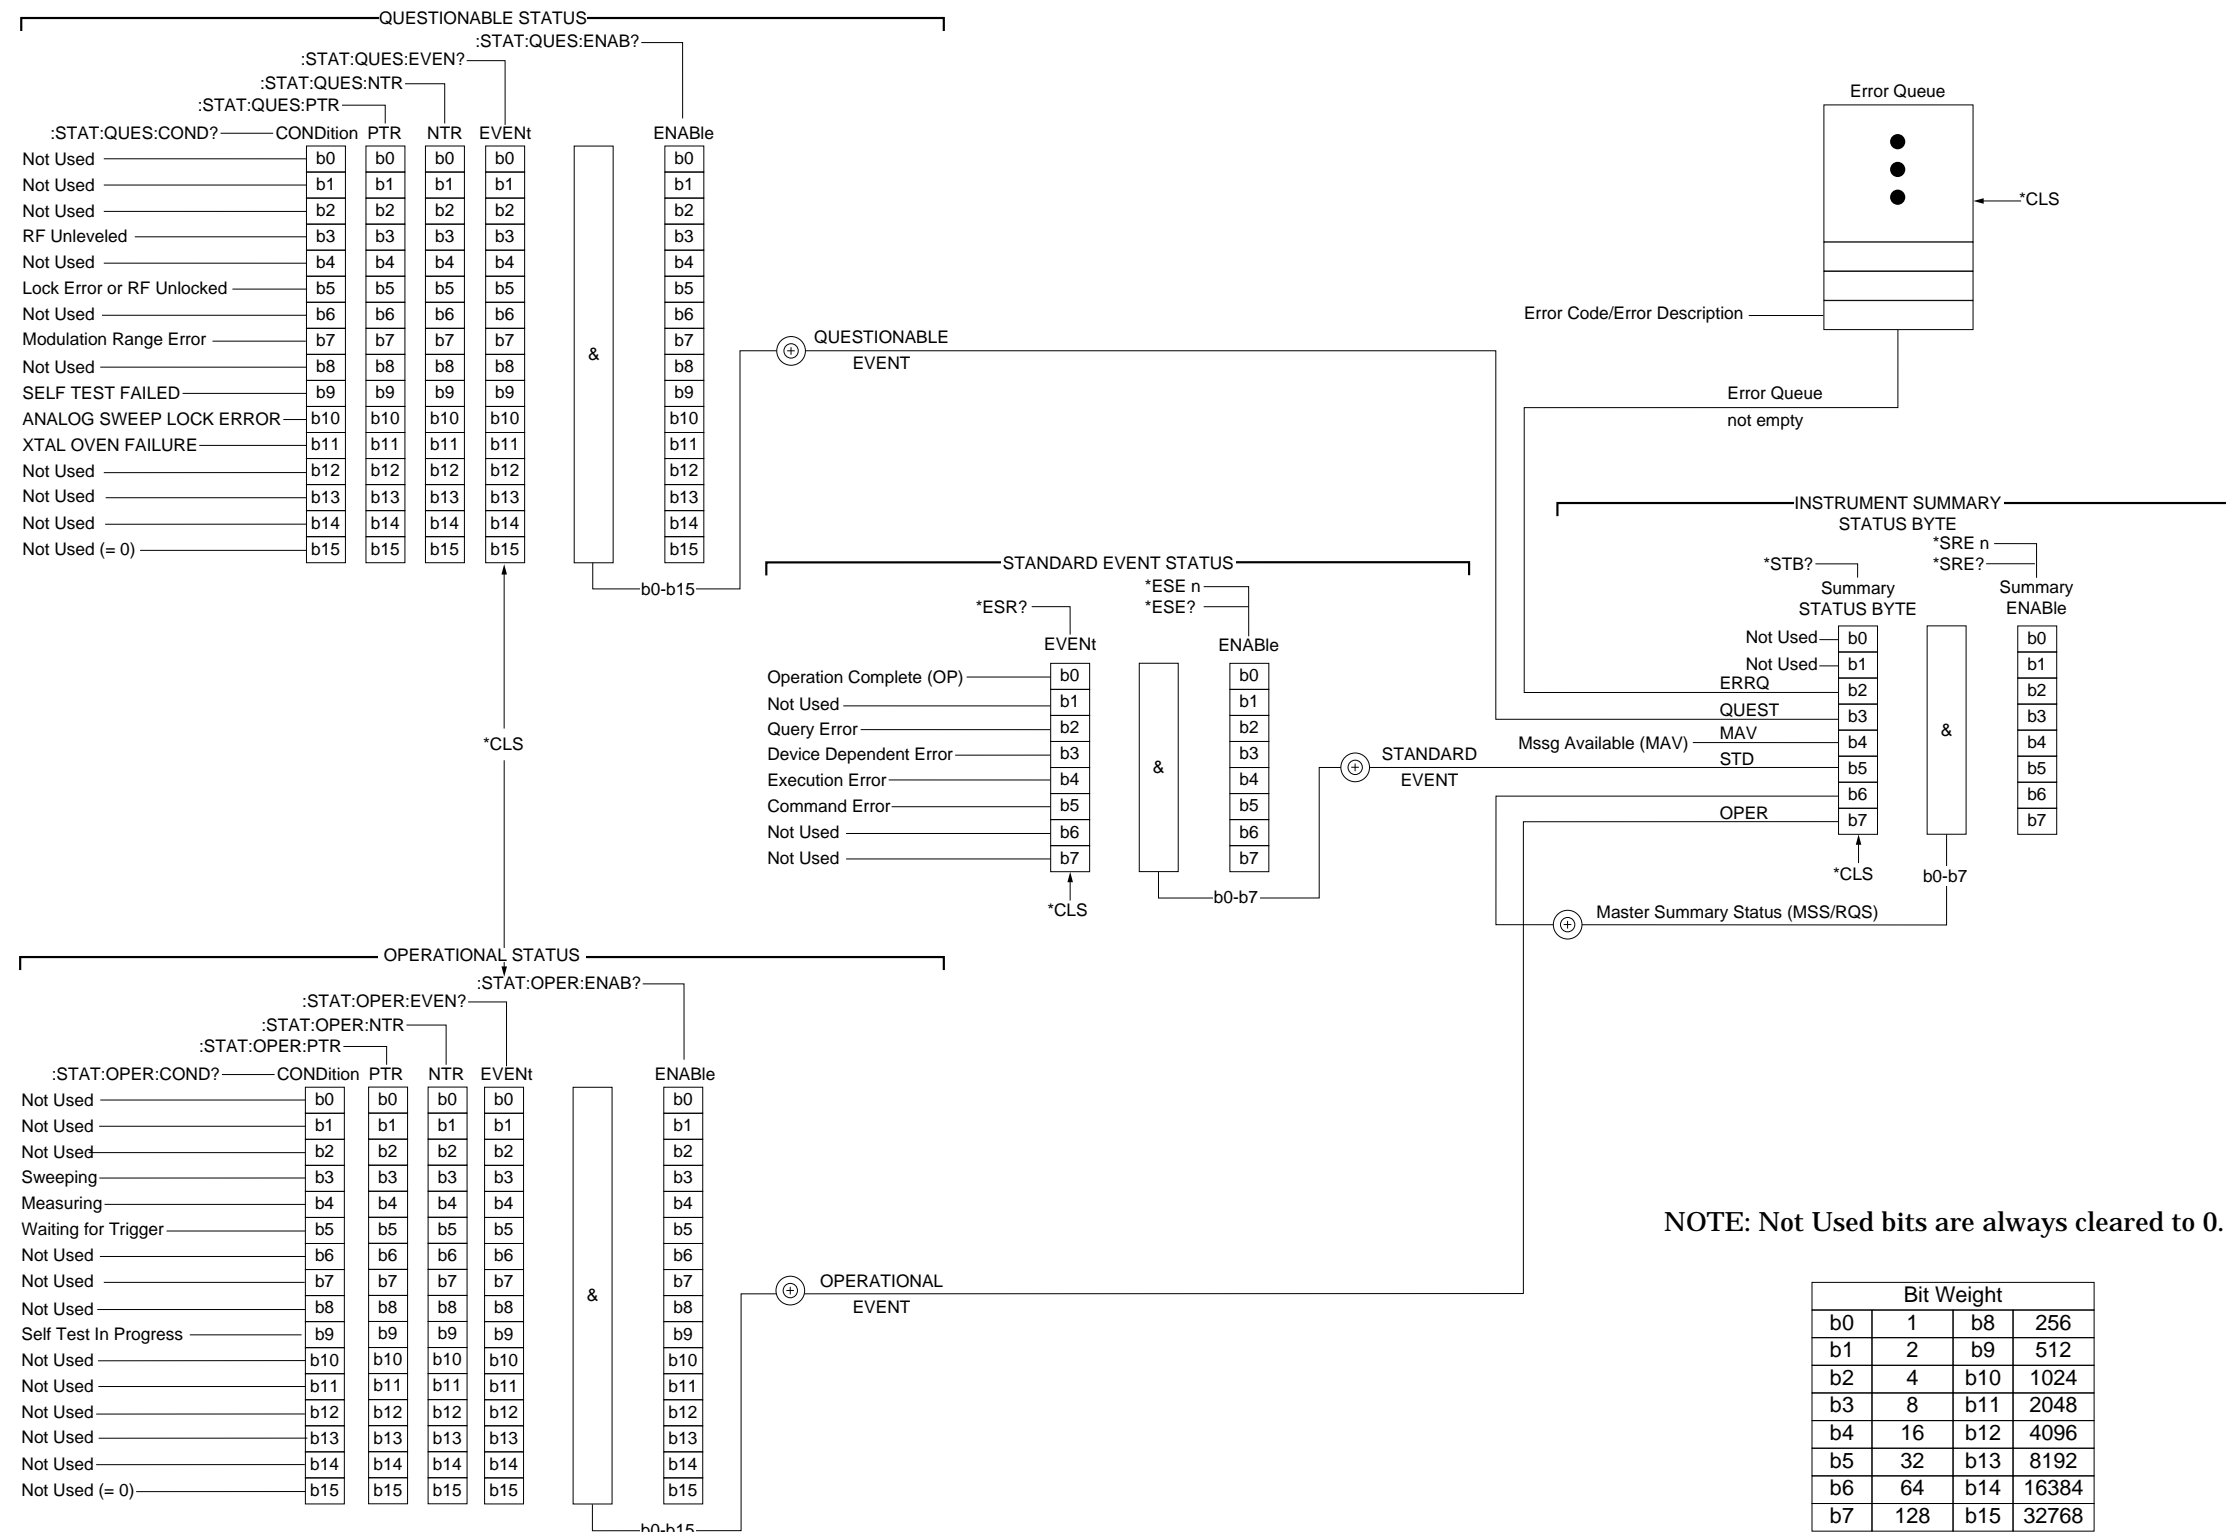 QUESTIONABLE STATUS
:STAT:QUES:ENAB?
:STAT:QUES:EVEN?
:STAT:QUES:NTR
:STAT:QUES:PTR
:STAT:QUES:COND? CONDition PTR NTR EVENt ENABle
Not Used b0 b0 b0 b0 b0
Not Used b1 b1 b1 b1 b1
Not Used b2 b2 b2 b2 b2
RF Unleveled b3 b3 b3 b3 b3
Not Used b4 b4 b4 b4 b4
Lock Error or RF Unlocked b5 b5 b5 b5 b5
Not Used b6 b6 b6 b6 b6
Modulation Range Error b7 b7 b7 b7 b7
&
Not Used b8 b8 b8 b8 b8
SELF TEST FAILED b9 b9 b9 b9 b9
ANALOG SWEEP LOCK ERROR b10 b10 b10 b10 b10
XTAL OVEN FAILURE b11 b11 b11 b11 b11
Not Used b12 b12 b12 b12 b12
Not Used b13 b13 b13 b13 b13
Not Used b14 b14 b14 b14 b14
Not Used (= 0) b15 b15 b15 b15 b15
b0-b15
QUESTIONABLE
EVENT
*CLS
Error Queue
*CLS
Error Code/Error Description
Error Queue
not empty
STANDARD EVENT STATUS
*ESE n
*ESR? *ESE?
EVENt ENABle
Operation Complete (OP) b0 b0
Not Used b1 b1
Query Error b2 b2
Device Dependent Error b3 b3
&
Execution Error b4 b4
Command Error b5 b5
Not Used b6 b6
Not Used b7 b7
b0-b7
*CLS
STANDARD
EVENT
INSTRUMENT SUMMARY
STATUS BYTE
*SRE n
*STB? *SRE?
Summary Summary
STATUS BYTE ENABle
Not Used b0 b0
Not Used b1 b1
ERRQ b2 b2
QUEST b3 b3
&
Mssg Available (MAV) MAV b4 b4
STD b5 b5
b6 b6
OPER b7 b7
*CLS b0-b7
Master Summary Status (MSS/RQS)
OPERATIONAL STATUS
:STAT:OPER:ENAB?
:STAT:OPER:EVEN?
:STAT:OPER:NTR
:STAT:OPER:PTR
:STAT:OPER:COND? CONDition PTR NTR EVENt ENABle
Not Used b0 b0 b0 b0 b0
Not Used b1 b1 b1 b1 b1
Not Used b2 b2 b2 b2 b2
Sweeping b3 b3 b3 b3 b3
Measuring b4 b4 b4 b4 b4
Waiting for Trigger b5 b5 b5 b5 b5
Not Used b6 b6 b6 b6 b6
Not Used b7 b7 b7 b7 b7
&
Not Used b8 b8 b8 b8 b8
Self Test In Progress b9 b9 b9 b9 b9
Not Used b10 b10 b10 b10 b10
Not Used b11 b11 b11 b11 b11
Not Used b12 b12 b12 b12 b12
Not Used b13 b13 b13 b13 b13
Not Used b14 b14 b14 b14 b14
Not Used (= 0) b15 b15 b15 b15 b15
b0-b15
OPERATIONAL
EVENT
NOTE: Not Used bits are always cleared to 0.
Bit Weight
b0 1 b8 256
b1 2 b9 512
b2 4 b10 1024
b3 8 b11 2048
b4 16 b12 4096
b5 32 b13 8192
b6 64 b14 16384
b7 128 b15 32768